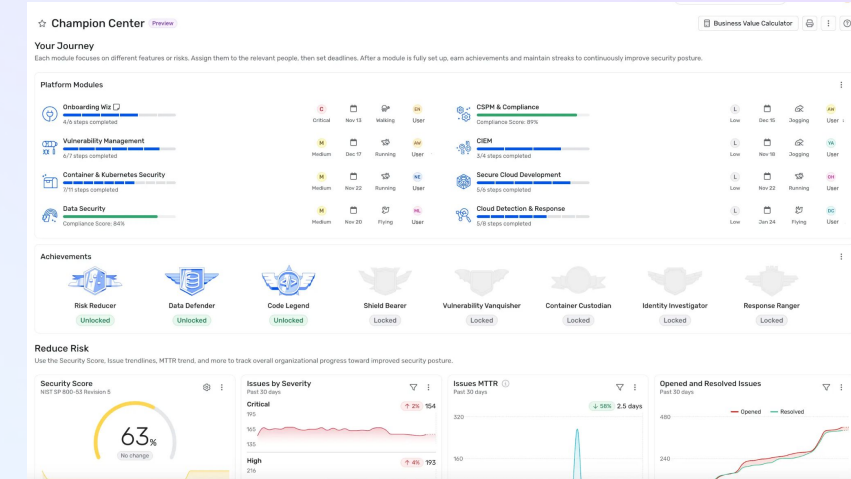 Champion Center Preview
Business Value Calculator
Your Journey
Each module focuses on different features or risks. Assign them to the relevant people, then set deadlines. After a module is fully set up, earn achievements and maintain streaks to continuously improve security posture.
Platform Modules
Onboarding Wiz
4/6 steps completed
C
Critical
Nov 13
Walking
EN
User
CSPM & Compliance
Compliance Score: 89%
L
Low
Dec 15
Jogging
AN
User
Vulnerability Management
6/7 steps completed
M
Medium
Dec 17
Running
AW
User
CIEM
3/4 steps completed
L
Low
Nov 18
Jogging
YA
User
Container & Kubernetes Security
7/11 steps completed
M
Medium
Nov 22
Running
NE
User
Secure Cloud Development
5/6 steps completed
L
Low
Nov 22
Running
DH
User
Data Security
Compliance Score: 84%
M
Medium
Nov 20
Flying
ML
User
Cloud Detection & Response
5/8 steps completed
L
Low
Jan 24
Flying
DC
User
Achievements
Risk Reducer
Unlocked
Data Defender
Unlocked
Code Legend
Unlocked
Shield Bearer
Locked
Vulnerability Vanquisher
Locked
Container Custodian
Locked
Identity Investigator
Locked
Response Ranger
Locked
Reduce Risk
Use the Security Score, Issue trendlines, MTTR trend, and more to track overall organizational progress toward improved security posture.
Security Score
NIST SP 800-53 Revision 5
63%
No change
Issues by Severity
Past 30 days
Critical
↑ 2% 154
195
165
135
High
↑ 4% 193
216
Issues MTTR
Past 30 days
↓ 58% 2.5 days
320
160
Opened and Resolved Issues
Past 30 days
Opened Resolved
480
240